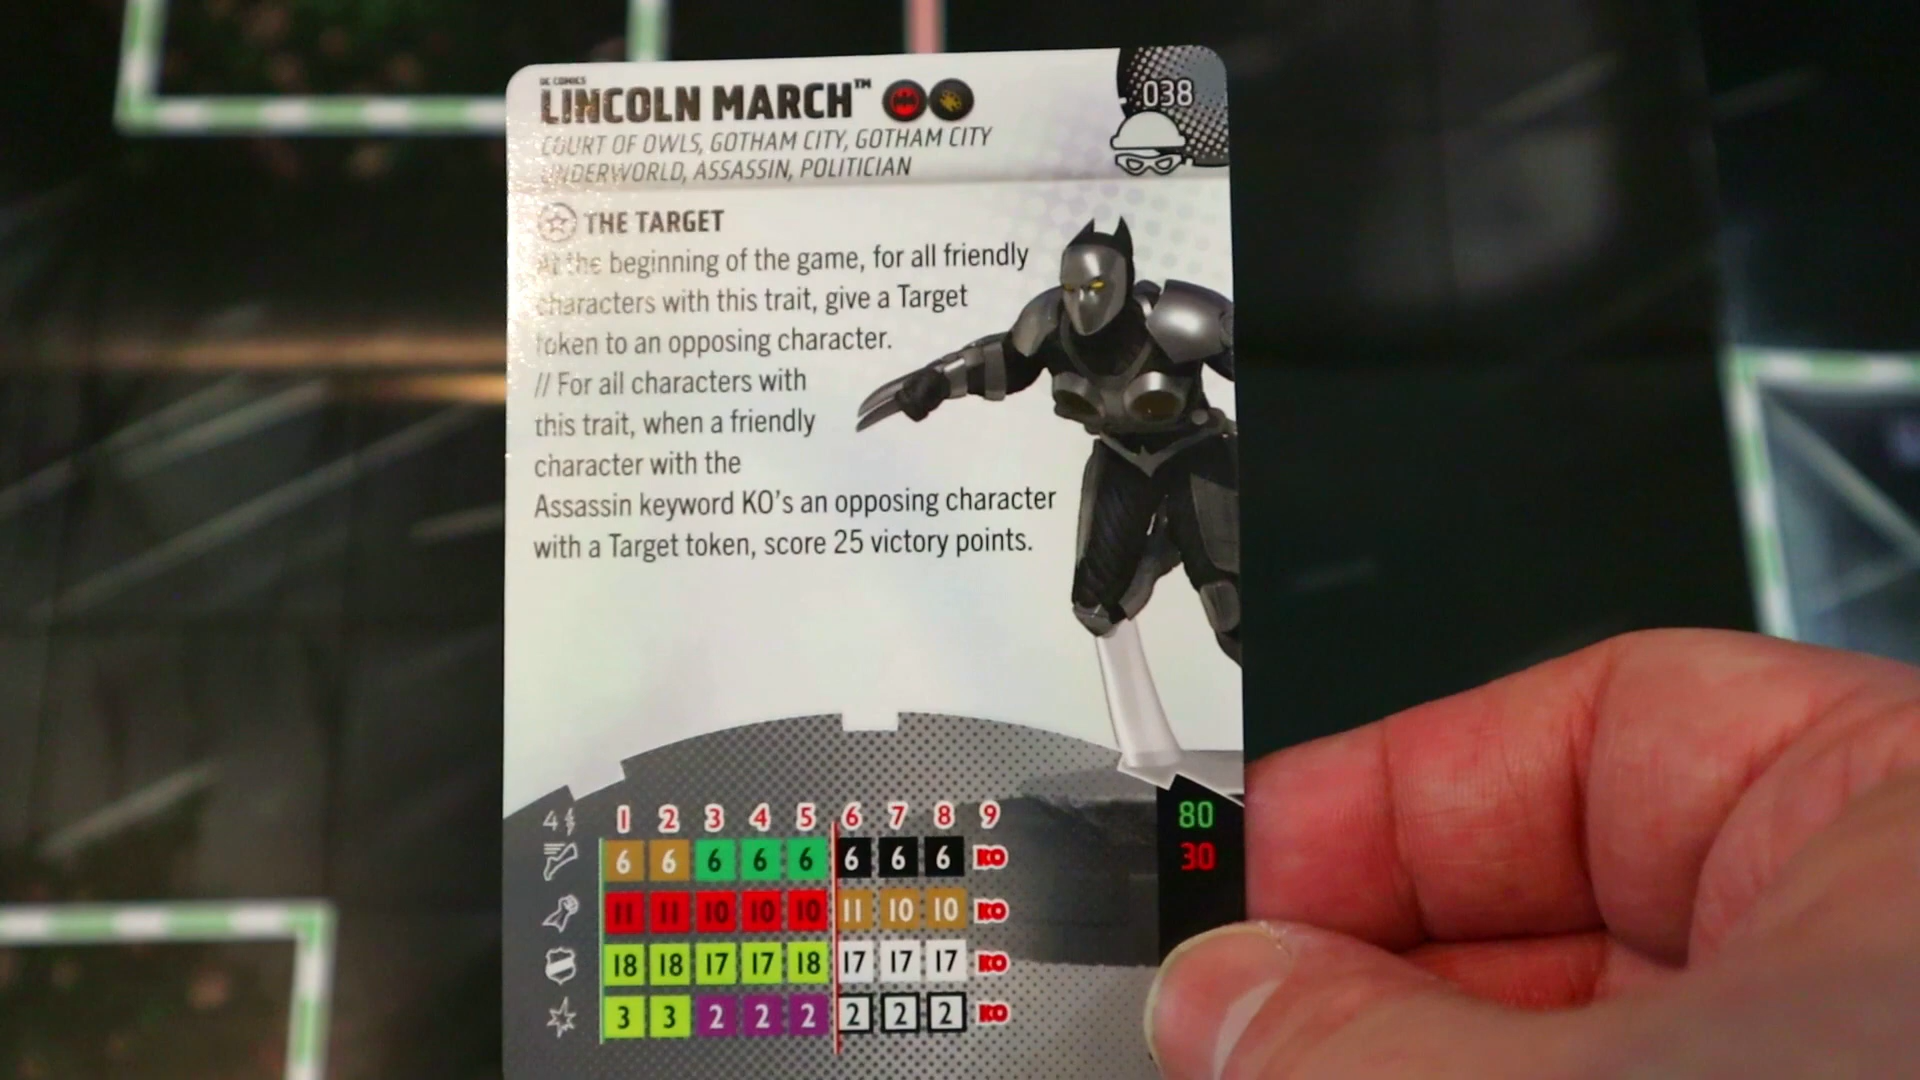 DC COMICS
LINCOLN MARCH™
038
COURT OF OWLS, GOTHAM CITY, GOTHAM CITY
UNDERWORLD, ASSASSIN, POLITICIAN
THE TARGET
At the beginning of the game, for all friendly
characters with this trait, give a Target
token to an opposing character.
// For all characters with
this trait, when a friendly
character with the
Assassin keyword KO's an opposing character
with a Target token, score 25 victory points.
4 1 2 3 4 5 6 7 8 9
80
6 6 6 6 6 6 6 6 KO
30
11 11 10 10 10 11 10 10 KO
18 18 17 17 18 17 17 17 KO
3 3 2 2 2 2 2 2 KO